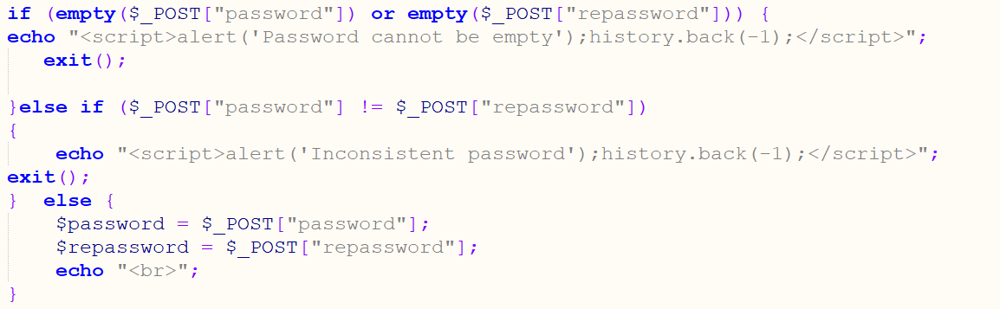 if (empty($_POST["password"]) or empty($_POST["repassword"])) {
echo "<script>alert('Password cannot be empty');history.back(-1);</script>";
exit();
}else if ($_POST["password"] != $_POST["repassword"])
{
echo "<script>alert('Inconsistent password');history.back(-1);</script>";
exit();
} else {
$password = $_POST["password"];
$repassword = $_POST["repassword"];
echo "<br>";
}